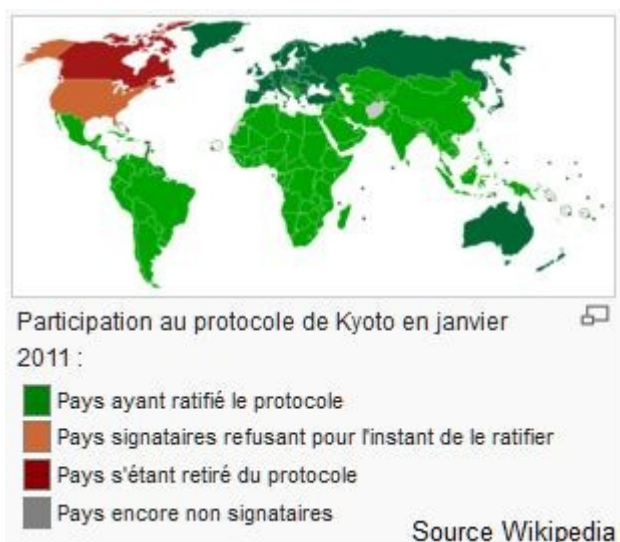 Participation au protocole de Kyoto en janvier
2011 :
Pays ayant ratifié le protocole
Pays signataires refusant pour l'instant de le ratifier
Pays s'étant retiré du protocole
Pays encore non signataires
Source Wikipedia